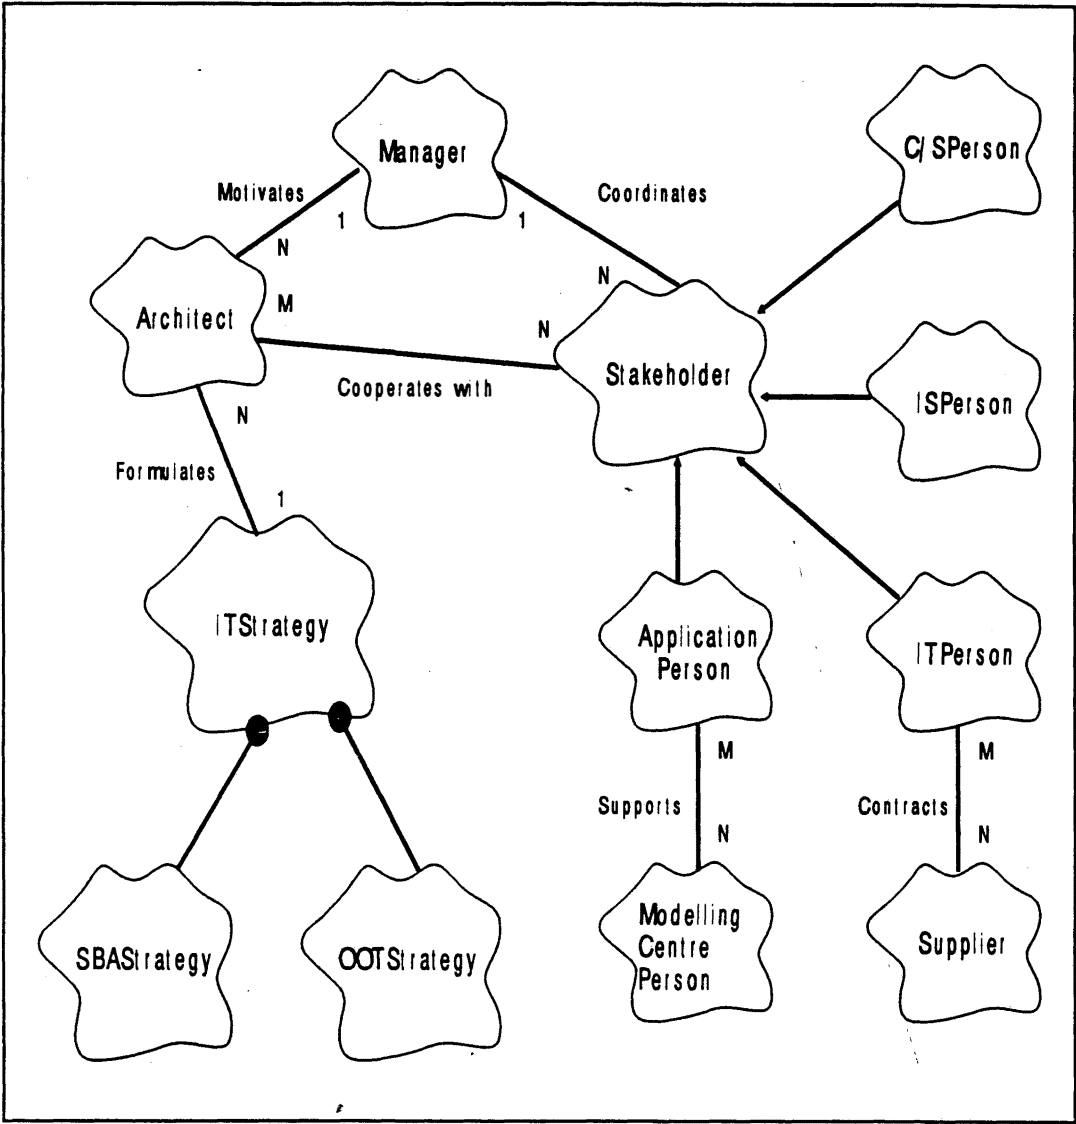 Manager
C/SPerson
Motivates
Coordinates
1
1
N
N
Architect
M
N
Stakeholder
Cooperates with
ISPerson
N
Formulates
1
ITStrategy
Application
Person
ITPerson
M
M
Supports
Contracts
N
N
SBAStrategy
OOTStrategy
Modelling
Centre
Person
Supplier